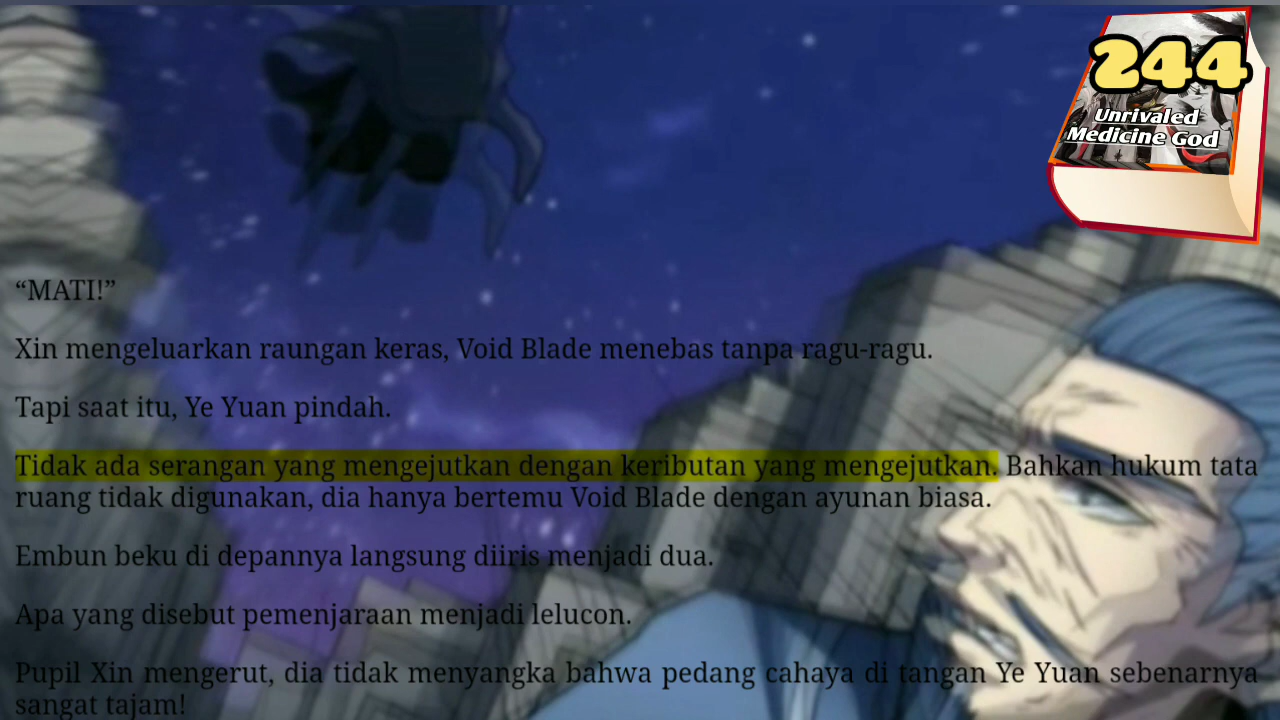 244
Unrivaled
Medicine God
“MATI!”
Xin mengeluarkan raungan keras, Void Blade menebas tanpa ragu-ragu.
Tapi saat itu, Ye Yuan pindah.
Tidak ada serangan yang mengejutkan dengan keributan yang mengejutkan. Bahkan hukum tata
ruang tidak digunakan, dia hanya bertemu Void Blade dengan ayunan biasa.
Embun beku di depannya langsung diiris menjadi dua.
Apa yang disebut pemenjaraan menjadi lelucon.
Pupil Xin mengerut, dia tidak menyangka bahwa pedang cahaya di tangan Ye Yuan sebenarnya
sangat tajam!